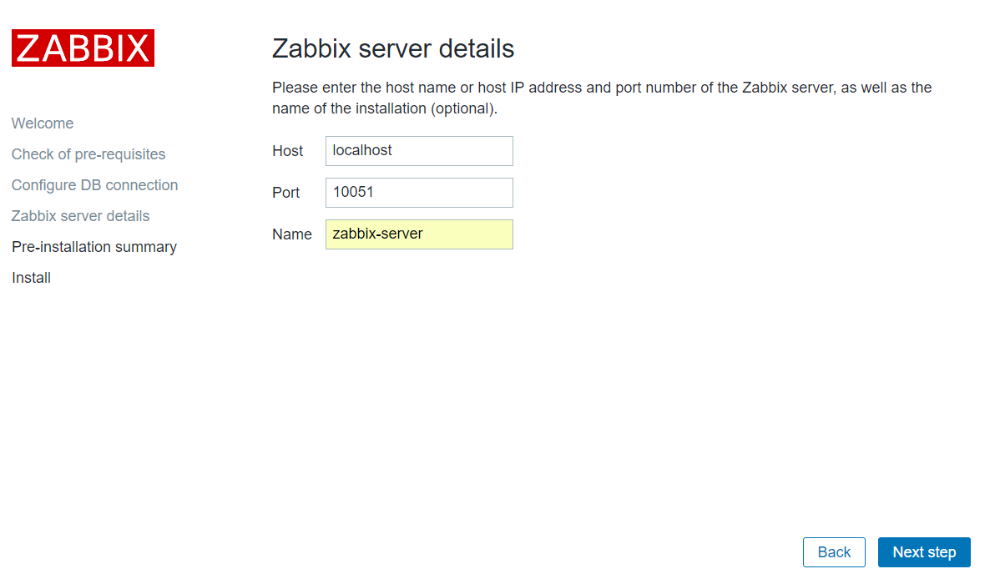 ZABBIX
Welcome
Check of pre-requisites
Configure DB connection
Zabbix server details
Pre-installation summary
Install
Zabbix server details
Please enter the host name or host IP address and port number of the Zabbix server, as well as the
name of the installation (optional).
Host localhost
Port 10051
Name zabbix-server
Back Next step